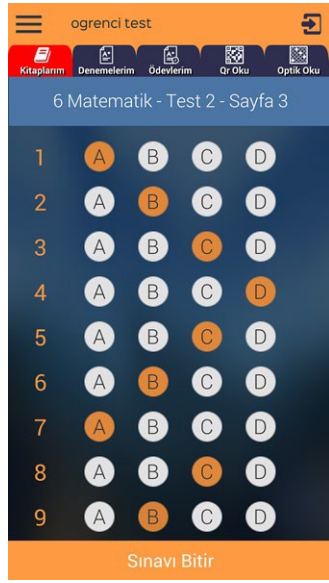 ogrenci test
Kitaplarım Denemelerim Ödevlerim Qr Oku Optik Oku
6 Matematik - Test 2 - Sayfa 3
1 A B C D
2 A B C D
3 A B C D
4 A B C D
5 A B C D
6 A B C D
7 A B C D
8 A B C D
9 A B C D
Sınavı Bitir